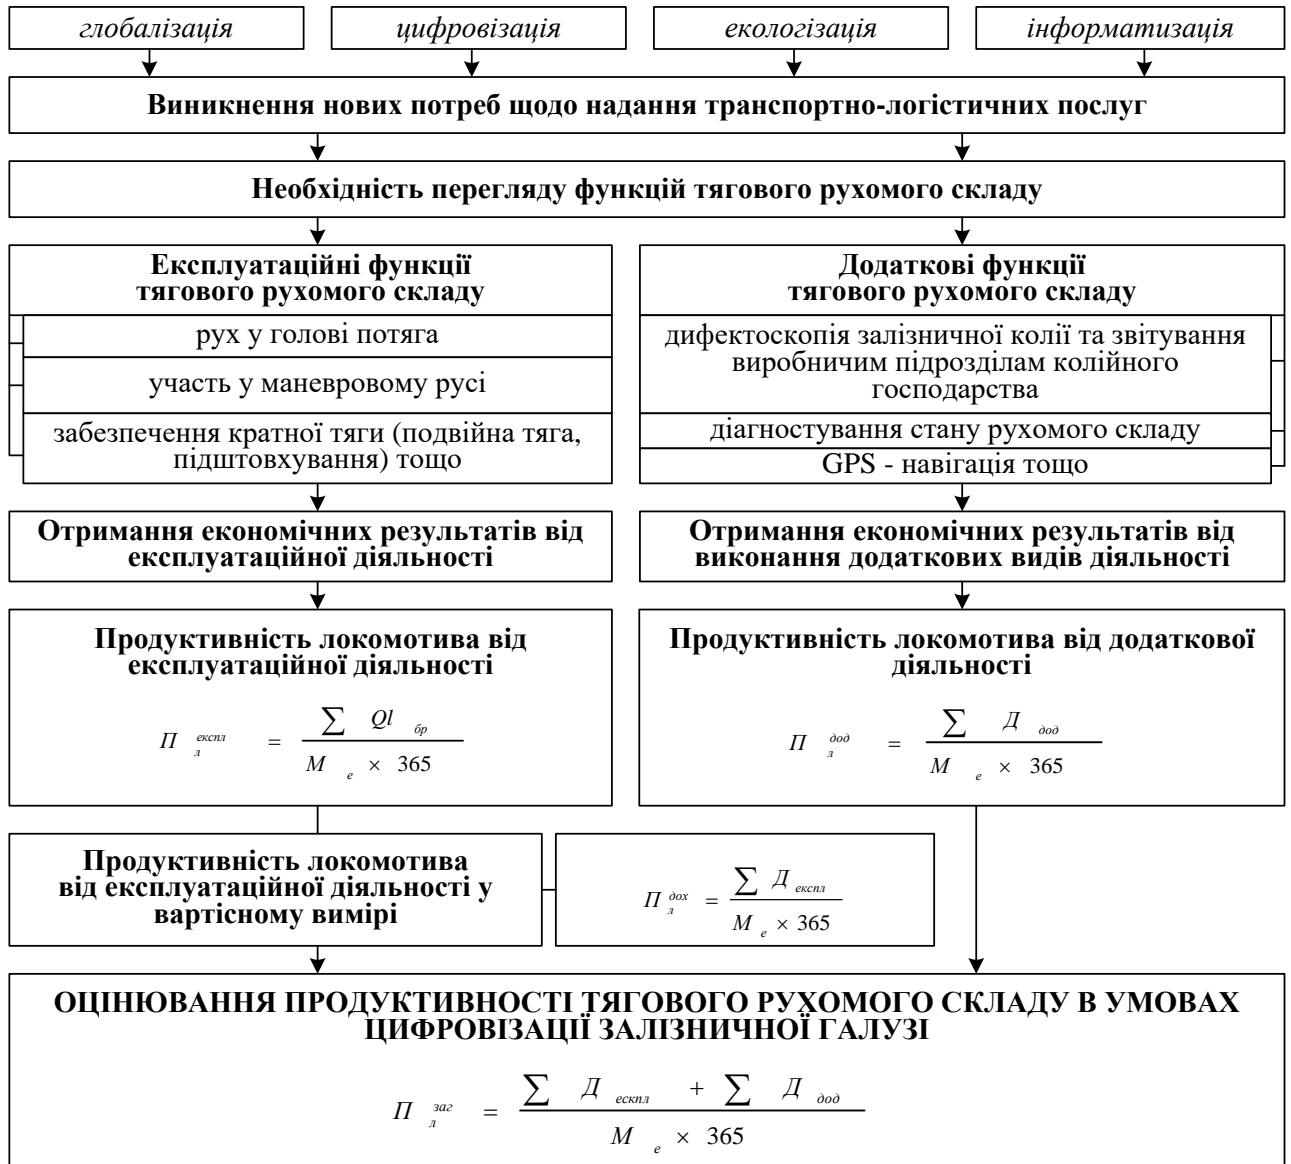 глобалізація
цифровізація
екологізація
інформатизація
Виникнення нових потреб щодо надання транспортно-логістичних послуг
Необхідність перегляду функцій тягового рухомого складу
Експлуатаційні функції
тягового рухомого складу
рух у голові потяга
участь у маневровому русі
забезпечення кратної тяги (подвійна тяга,
підштовхування) тощо
Додаткові функції
тягового рухомого складу
дифектоскопія залізничної колії та звітування
виробничим підрозділам колійного
господарства
діагностування стану рухомого складу
GPS - навігація тощо
Отримання економічних результатів від
експлуатаційної діяльності
Отримання економічних результатів від
виконання додаткових видів діяльності
Продуктивність локомотива від
експлуатаційної діяльності
П л експл = ∑ Ql бр
М е × 365
Продуктивність локомотива від додаткової
діяльності
П л дод = ∑ Д дод
М е × 365
Продуктивність локомотива
від експлуатаційної діяльності у
вартісному вимірі
П л дох = ∑ Д експл
М е × 365
ОЦІНЮВАННЯ ПРОДУКТИВНОСТІ ТЯГОВОГО РУХОМОГО СКЛАДУ В УМОВАХ
ЦИФРОВІЗАЦІЇ ЗАЛІЗНИЧНОЇ ГАЛУЗІ
П л заг = ∑ Д ескпл + ∑ Д дод
М е × 365